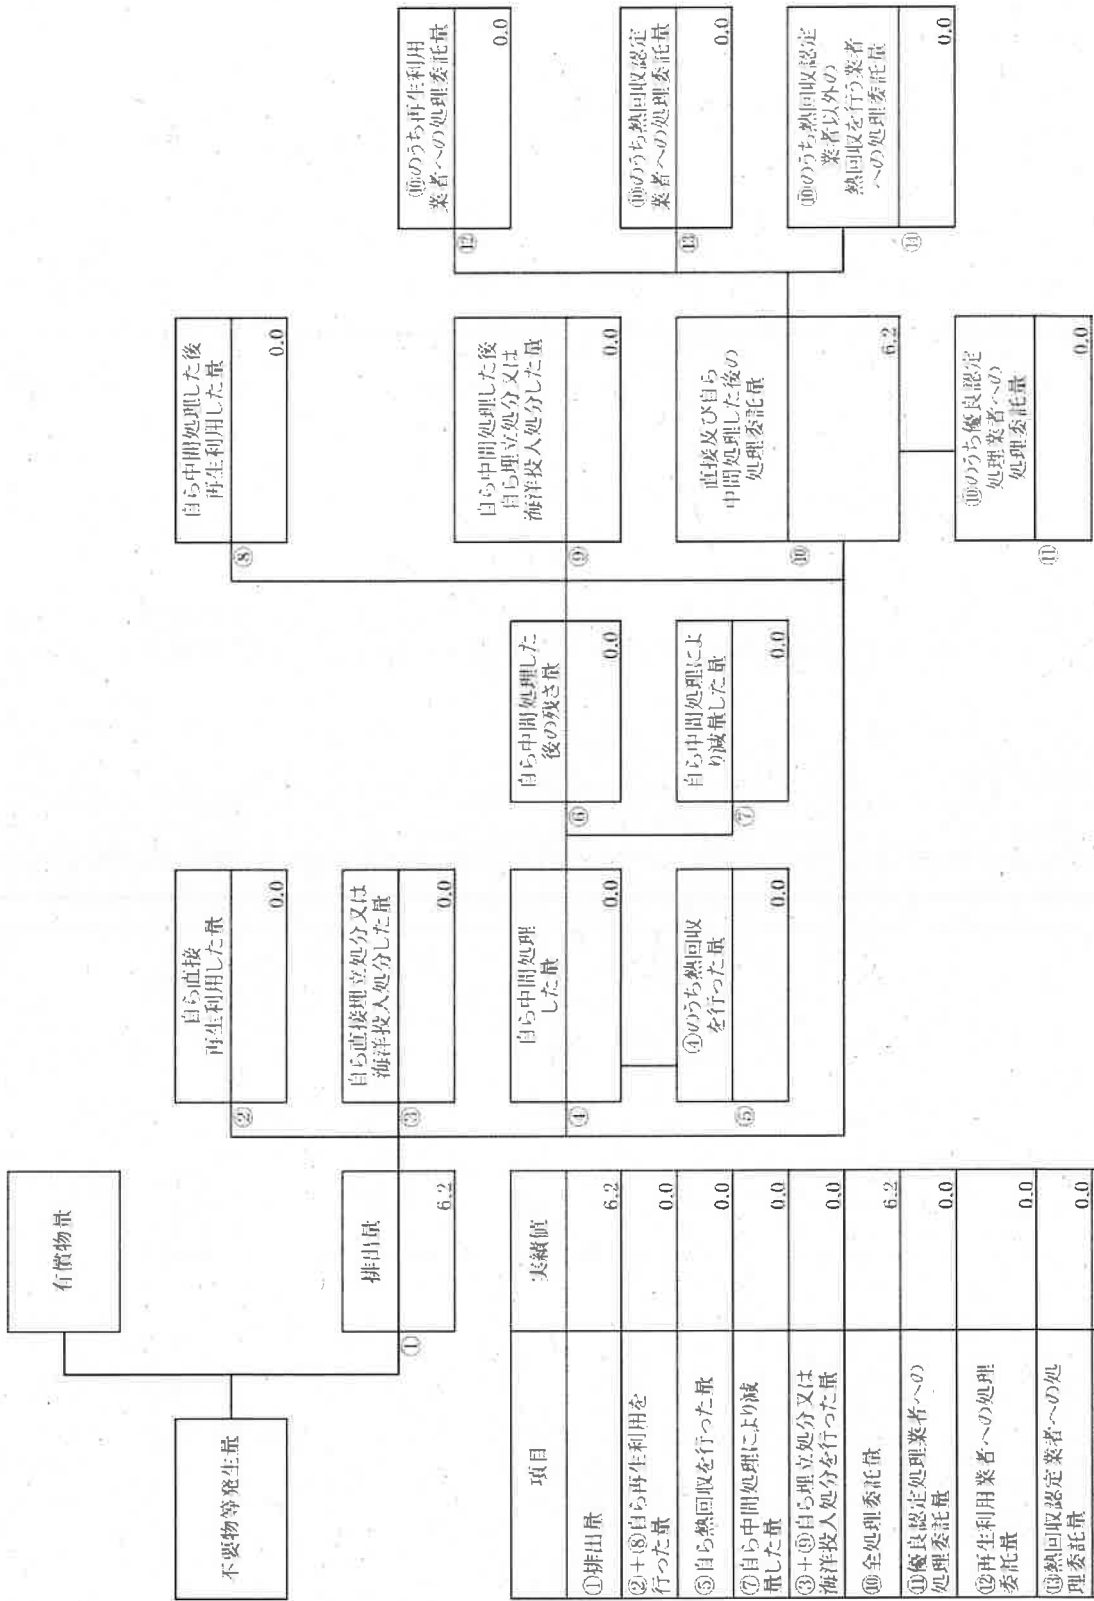 不要物等発生量
有償物量
排出量
①
6.2
自ら直接
再生利用した量
②
0.0
自ら直接埋立処分又は
海洋投入処分した量
③
0.0
自ら中間処理
した量
④
0.0
④のうち熱回収
を行った量
⑤
0.0
自ら中間処理した
後の残さ量
⑥
0.0
自ら中間処理によ
り減量した量
⑦
0.0
自ら中間処理した後
再生利用した量
⑧
0.0
自ら中間処理した後
自ら埋立処分又は
海洋投入処分した量
⑨
0.0
直接及び自ら
中間処理した後の
処理委託量
⑩
6.2
⑩のうち優良認定
処理業者への
処理委託量
⑪
0.0
⑩のうち再生利用
業者への処理委託量
⑫
0.0
⑩のうち熱回収認定
業者への処理委託量
⑬
0.0
⑩のうち熱回収認定
業者以外の
熱回収を行う業者
への処理委託量
⑭
0.0
項目
実績値
①排出量
6.2
②+⑧自ら再生利用を
行った量
0.0
⑤自ら熱回収を行った量
0.0
⑦自ら中間処理により減
量した量
0.0
③+⑨自ら埋立処分又は
海洋投入処分を行った量
0.0
⑩全処理委託量
6.2
⑪優良認定処理業者への
処理委託量
0.0
⑫再生利用業者への処理
委託量
0.0
⑬熱回収認定業者への処
理委託量
0.0